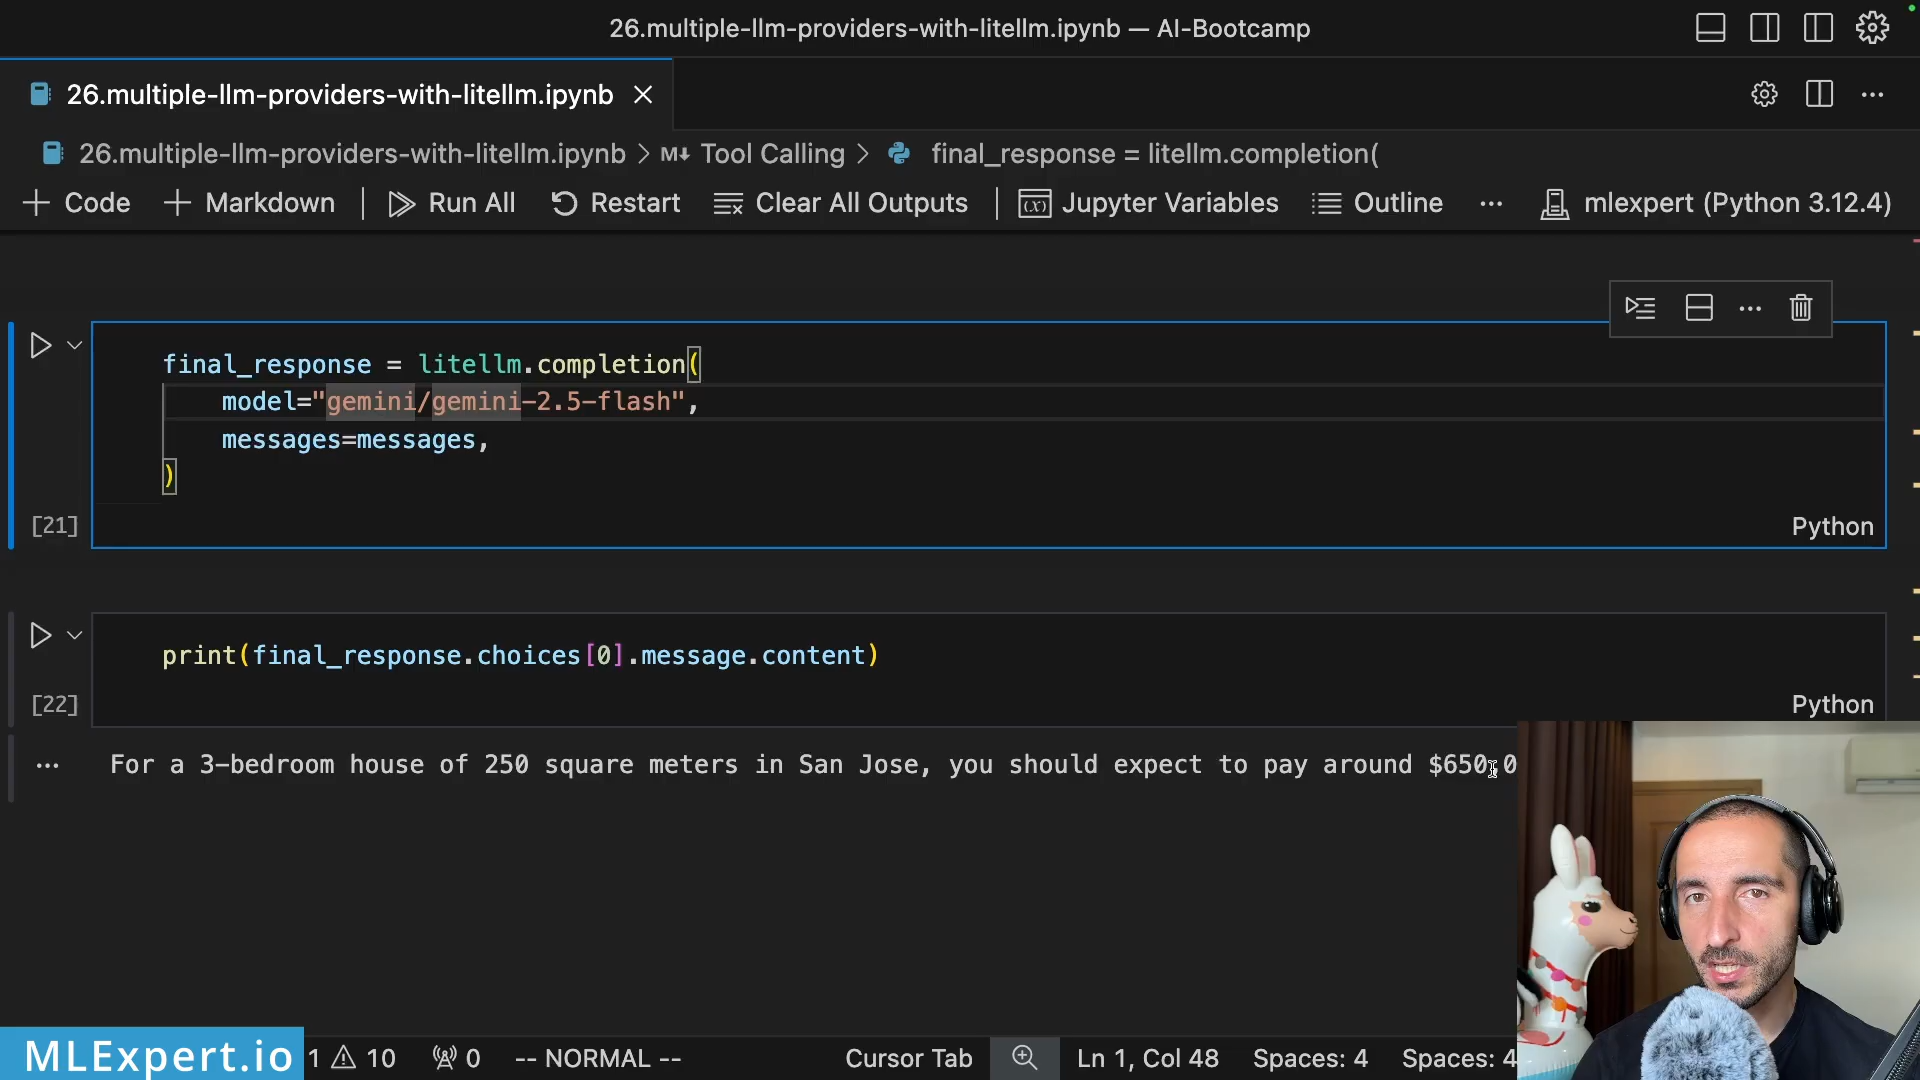 26.multiple-llm-providers-with-litellm.ipynb — AI-Bootcamp
26.multiple-llm-providers-with-litellm.ipynb
26.multiple-llm-providers-with-litellm.ipynb > M↓ Tool Calling > final_response = litellm.completion(
+ Code + Markdown | Run All Restart Clear All Outputs | Jupyter Variables Outline ... mlexpert (Python 3.12.4)
final_response = litellm.completion(
model="gemini/gemini-2.5-flash",
messages=messages,
)
[21]
Python
print(final_response.choices[0].message.content)
[22]
Python
For a 3-bedroom house of 250 square meters in San Jose, you should expect to pay around $650,0
MLExpert.io
1 10 0 -- NORMAL -- Cursor Tab Ln 1, Col 48 Spaces: 4 Spaces: 4